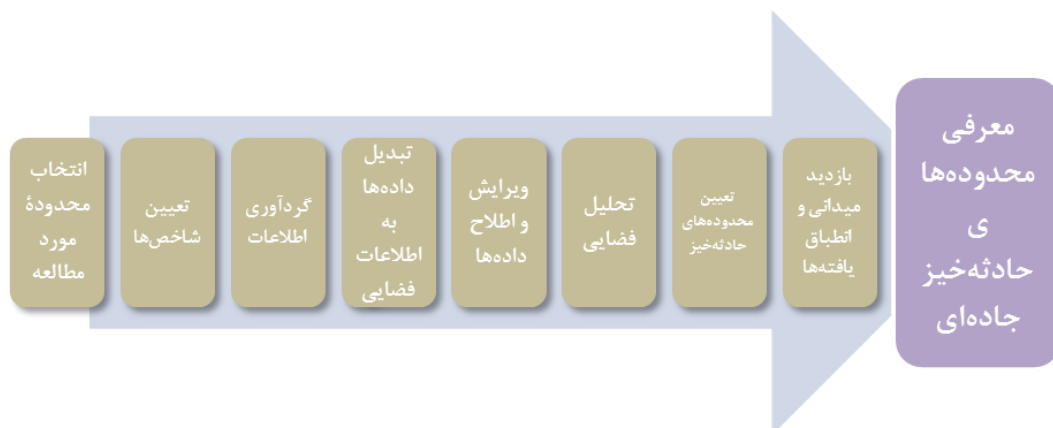 انتخاب
محدودۀ
مورد
مطالعه
تعیین
شاخص‌ها
گردآوری
اطلاعات
تبدیل
داده‌ها
به
اطلاعات
فضایی
ویرایش
و اطلاح
داده‌ها
تحلیل
فضایی
تعیین
محدوده‌های
حادثه‌خیز
بازدید
میدانی و
انطباق
یافته‌ها
معرفی
محدوده‌ها
ی
حادثه‌خیز
جاده‌ای